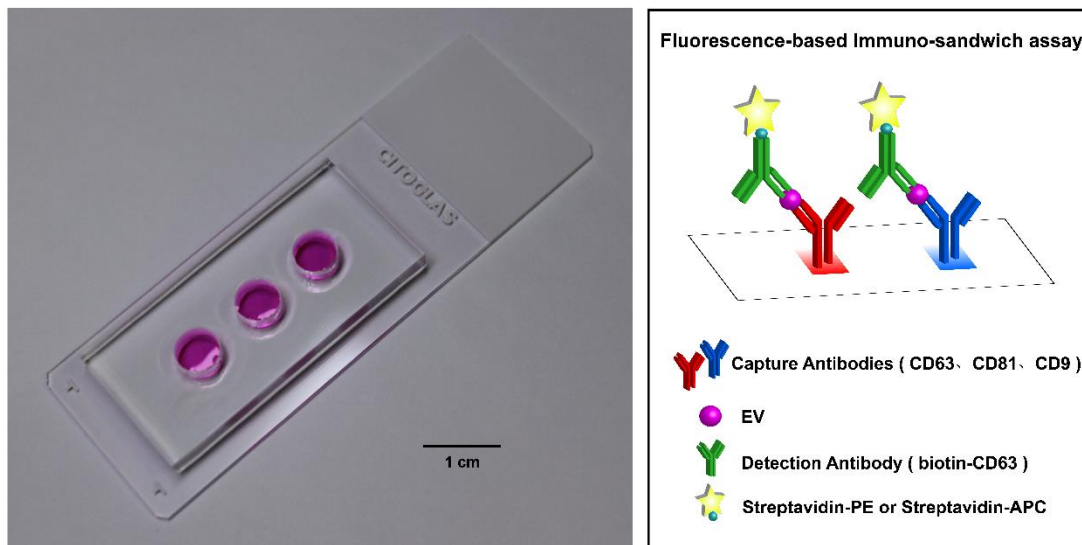 CITOGLAS
1 cm
Fluorescence-based Immuno-sandwich assay
Capture Antibodies ( CD63、CD81、CD9 )
EV
Detection Antibody ( biotin-CD63 )
Streptavidin-PE or Streptavidin-APC